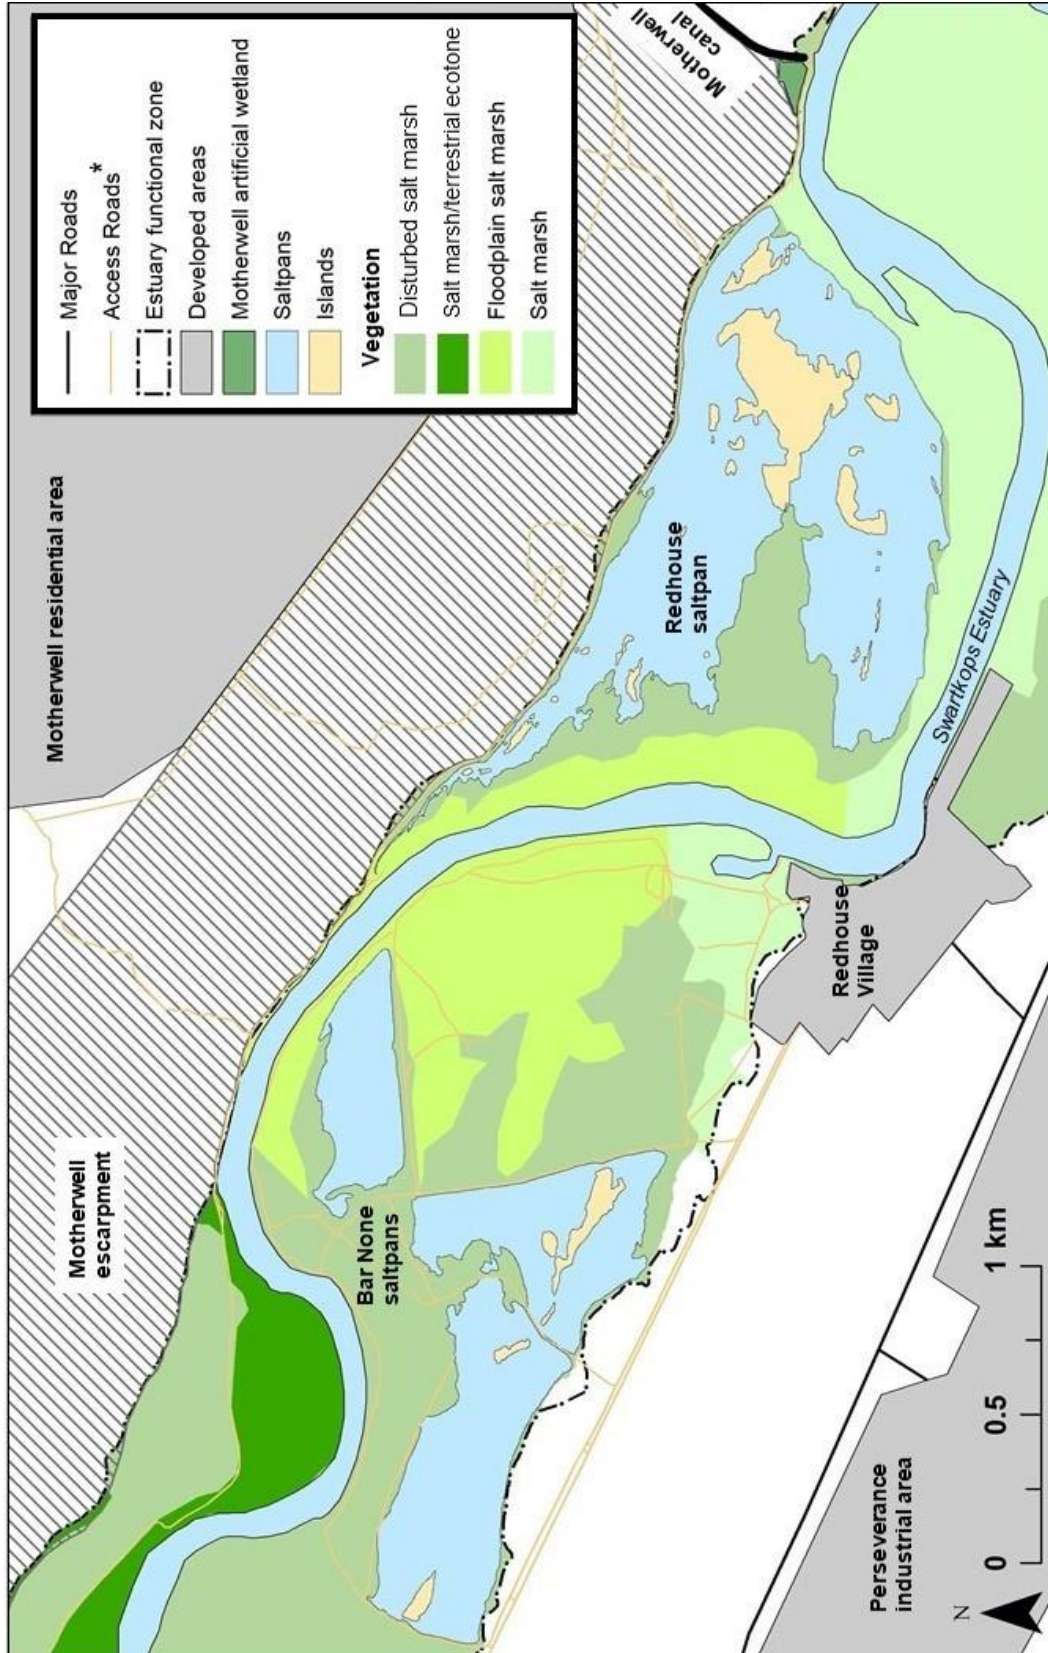 Major Roads
Access Roads*
Estuary functional zone
Developed areas
Motherwell artificial wetland
Saltpans
Islands
Vegetation
Disturbed salt marsh
Salt marsh/terrestrial ecotone
Floodplain salt marsh
Salt marsh
Motherwell
escarpment
Motherwell residential area
Motherwell
canal
Bar None
saltpans
Redhouse
saltpan
Redhouse
Village
Swartkops Estuary
Perseverance
industrial area
N
0 0.5 1 km